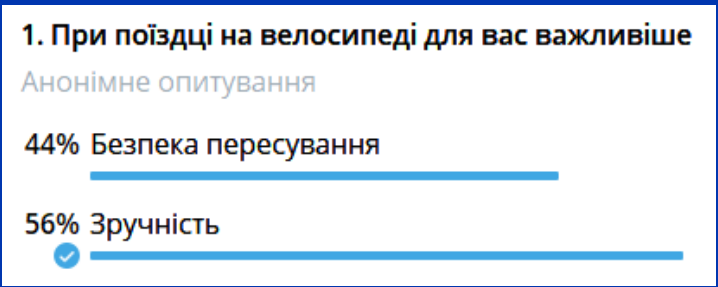 1. При поїздці на велосипеді для вас важливіше
Анонімне опитування
44% Безпека пересування
56% Зручність